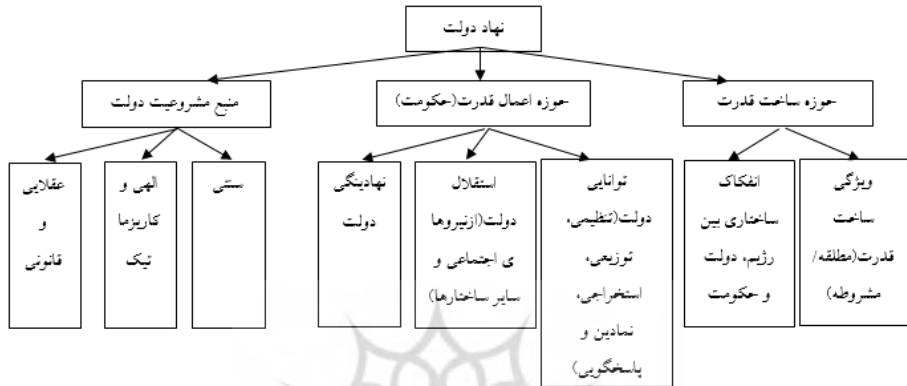 نهاد دولت
حوزه ساخت قدرت
حوزه اعمال قدرت(حکومت)
منبع مشروعیت دولت
ویژگی
ساخت
قدرت(مطلقه/
مشروطه)
انفکاک
ساختاری بین
رژیم، دولت
و حکومت
توانایی
دولت(تنظیمی،
توزیعی،
استخراجی،
نمادین و
پاسخگویی)
استقلال
دولت(ازنیروها
ی اجتماعی و
سایر ساختارها)
نهادینگی
دولت
سنتی
الهی و
کاریزما
تیک
عقلایی
و
قانونی